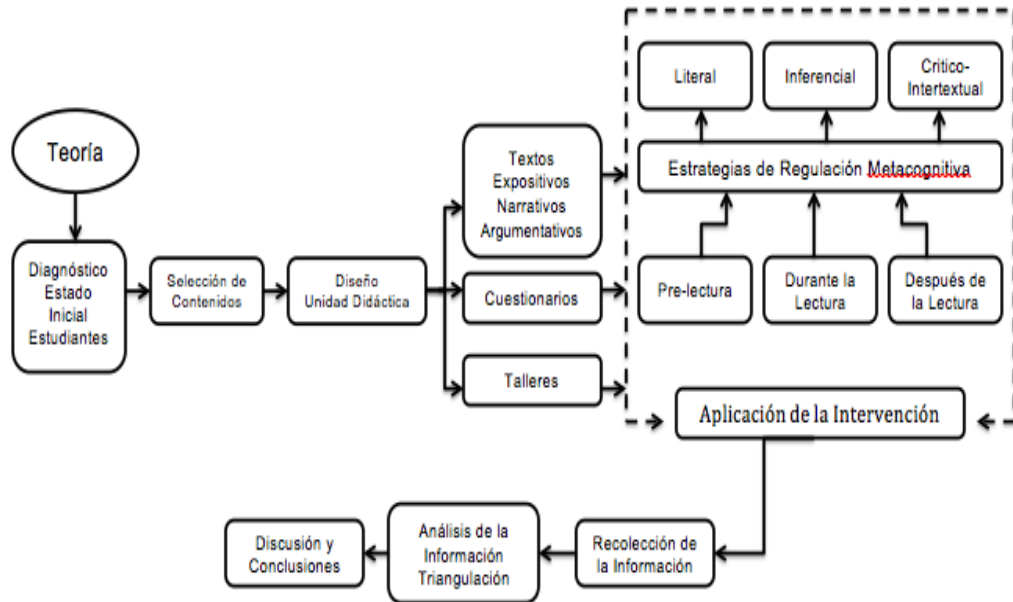 Teoría
Diagnóstico
Estado
Inicial
Estudiantes
Selección de
Contenidos
Diseño
Unidad Didáctica
Textos
Expositivos
Narrativos
Argumentativos
Cuestionarios
Talleres
Literal
Inferencial
Critico-
Intertextual
Estrategias de Regulación Metacognitiva
Pre-lectura
Durante la
Lectura
Después de
la Lectura
Aplicación de la Intervención
Recolección de
la Información
Análisis de la
Información
Triangulación
Discusión y
Conclusiones